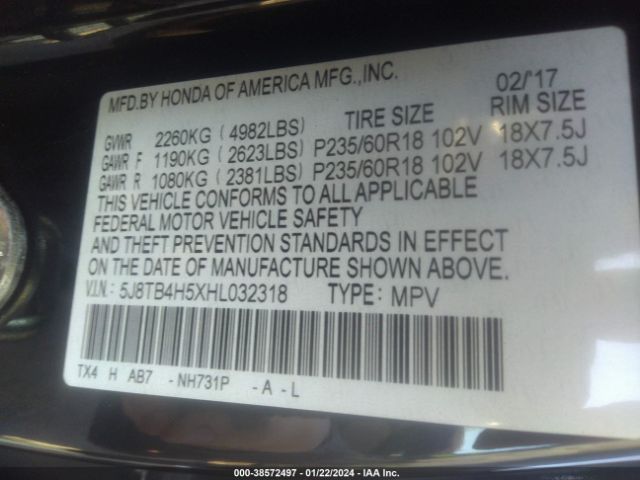 MFD.BY HONDA OF AMERICA MFG.,INC. 02/'17
GVWR 2260KG (4982LBS) TIRE SIZE RIM SIZE
GAWR F 1190KG (2623LBS) P235/60R18 102V 18X7.5J
GAWR R 1080KG (2381LBS) P235/60R18 102V 18X7.5J
THIS VEHICLE CONFORMS TO ALL APPLICABLE
FEDERAL MOTOR VEHICLE SAFETY
AND THEFT PREVENTION STANDARDS IN EFFECT
ON THE DATE OF MANUFACTURE SHOWN ABOVE.
V.I.N.: 5J8TB4H5XHL032318 TYPE: MPV
TX4 H AB7 - NH731P - A - L
000-38572497 - 01/22/2024 - IAA Inc.